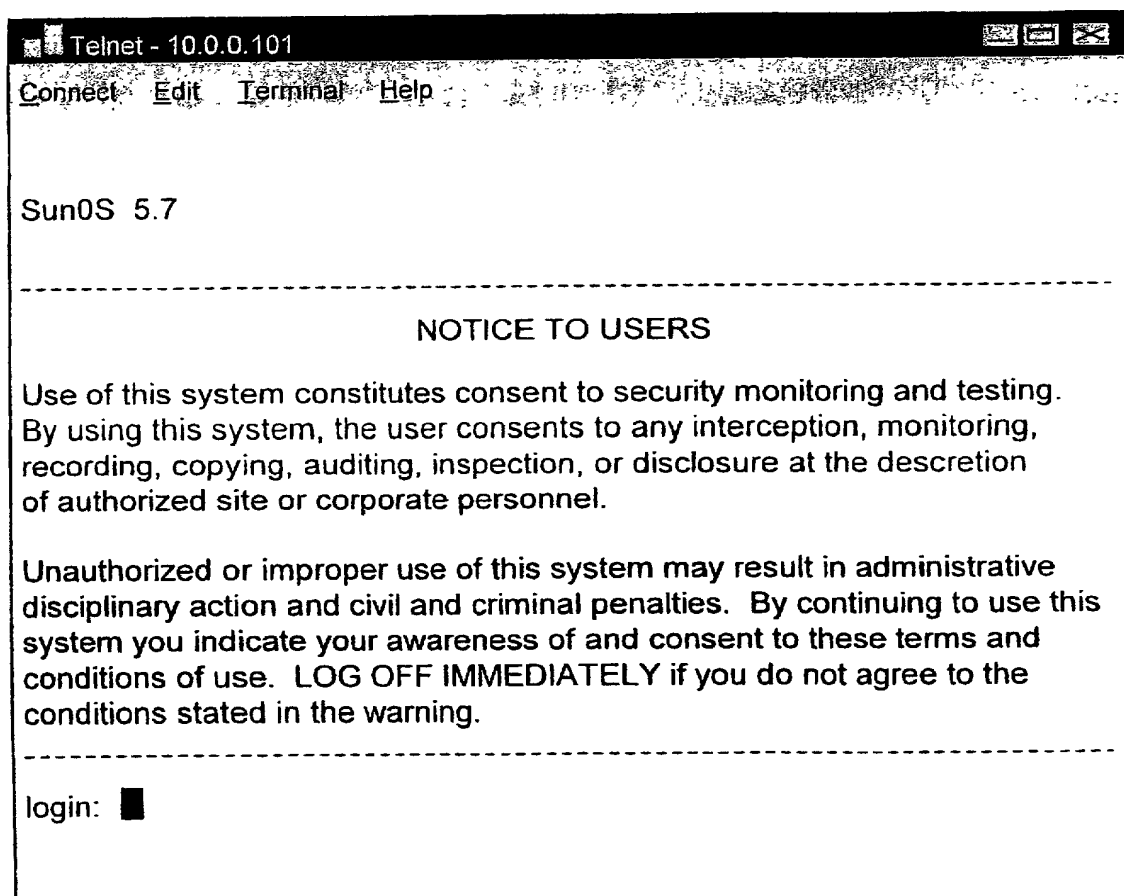 Telnet - 10.0.0.101
Connect Edit Terminal Help
Sun0S 5.7
NOTICE TO USERS
Use of this system constitutes consent to security monitoring and testing.
By using this system, the user consents to any interception, monitoring,
recording, copying, auditing, inspection, or disclosure at the descretion
of authorized site or corporate personnel.
Unauthorized or improper use of this system may result in administrative
disciplinary action and civil and criminal penalties. By continuing to use this
system you indicate your awareness of and consent to these terms and
conditions of use. LOG OFF IMMEDIATELY if you do not agree to the
conditions stated in the warning.
login: